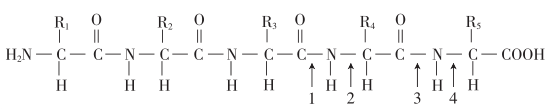 R₁ O R₂ O R₃ O R₄ O R₅
H₂N—C—C—N—C—C—N—C—C—N—C—C—N—C—COOH
H H H H H H H H H
1 2 3 4